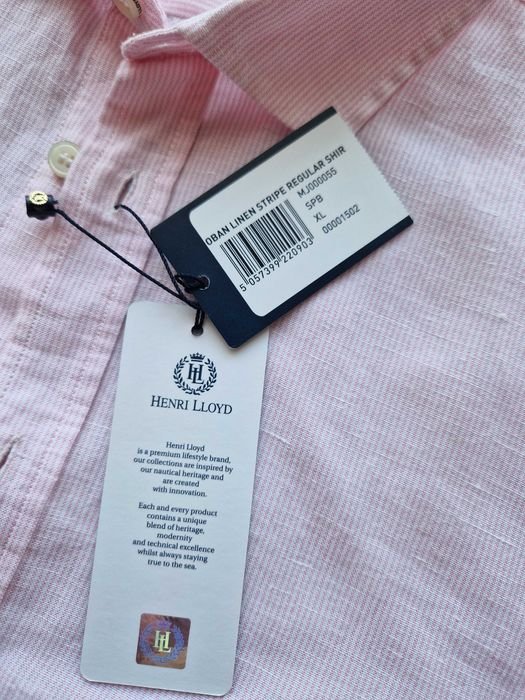 OBAN LINEN STRIPE REGULAR SHIR
MJ000055
SPB
XL
00001502
5 057399 220903
HL
HENRI LLOYD
Henri Lloyd
is a premium lifestyle brand,
our collections are inspired by
our nautical heritage and
are created
with innovation.
Each and every product
contains a unique
blend of heritage,
modernity
and technical excellence
whilst always staying
true to the sea.
HL